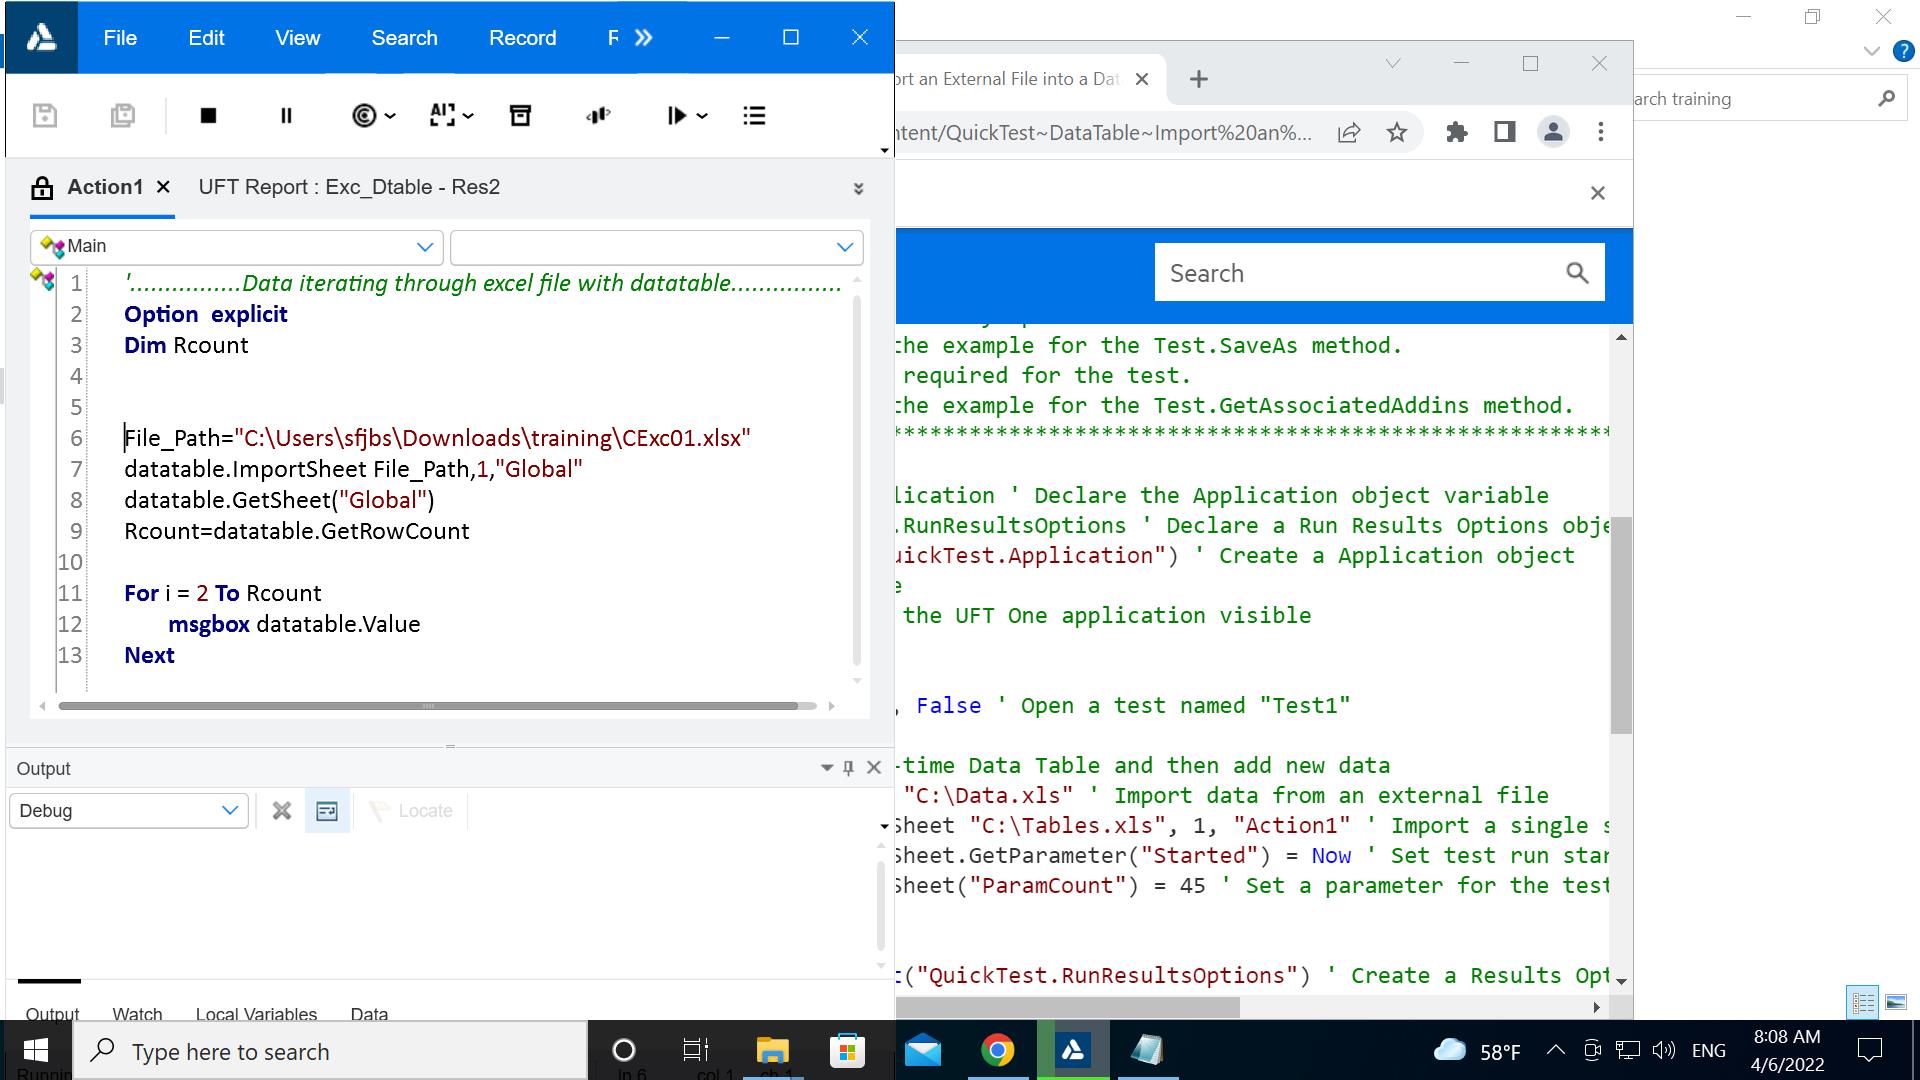 File Edit View Search Record
Action1 UFT Report : Exc_Dtable - Res2
Main
1 '................Data iterating through excel file with datatable................
2 Option explicit
3 Dim Rcount
4
5
6 File_Path="C:\Users\sfjbs\Downloads\training\CExc01.xlsx"
7 datatable.ImportSheet File_Path,1,"Global"
8 datatable.GetSheet("Global")
9 Rcount=datatable.GetRowCount
10
11 For i = 2 To Rcount
12 msgbox datatable.Value
13 Next
Output
Debug Locate
Output Watch Local Variables Data
rt an External File into a Dat
ntent/QuickTest~DataTable~Import%20an%...
Search
the example for the Test.SaveAs method.
required for the test.
the example for the Test.GetAssociatedAddins method.
******************************************************
lication ' Declare the Application object variable
.RunResultsOptions ' Declare a Run Results Options obje
uickTest.Application") ' Create a Application object
e
the UFT One application visible
, False ' Open a test named "Test1"
-time Data Table and then add new data
"C:\Data.xls" ' Import data from an external file
Sheet "C:\Tables.xls", 1, "Action1" ' Import a single s
Sheet.GetParameter("Started") = Now ' Set test run star
Sheet("ParamCount") = 45 ' Set a parameter for the test
t("QuickTest.RunResultsOptions") ' Create a Results Opt
arch training
Type here to search
58°F ENG
8:08 AM
4/6/2022